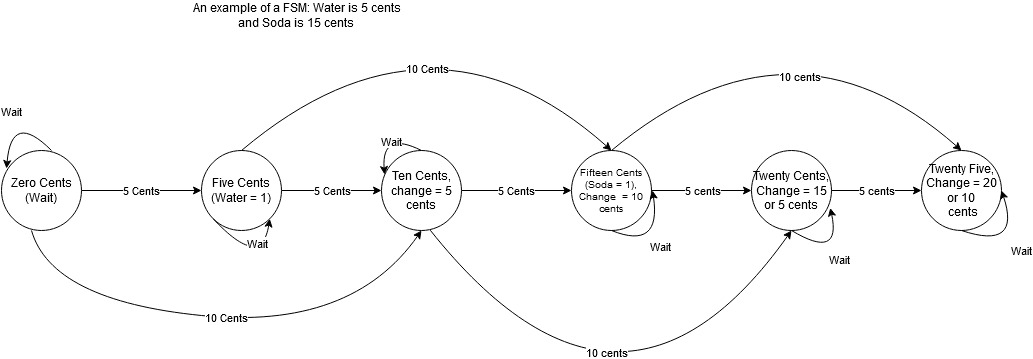 An example of a FSM: Water is 5 cents
and Soda is 15 cents
10 Cents
10 cents
Wait
Wait
Zero Cents
(Wait)
5 Cents
Five Cents
(Water = 1)
5 Cents
Ten Cents,
change = 5
cents
5 Cents
Fifteen Cents
(Soda = 1),
Change = 10
cents
5 cents
Twenty Cents,
Change = 15
or 5 cents
5 cents
Twenty Five,
Change = 20
or 10
cents
Wait
Wait
Wait
Wait
10 Cents
10 cents